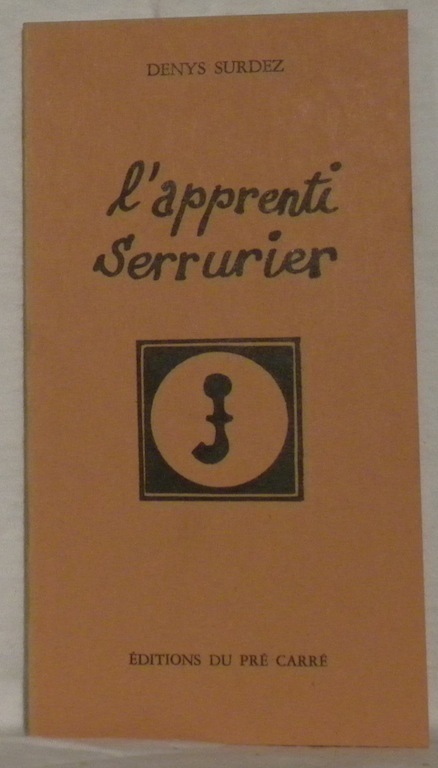 DENYS SURDEZ
l'apprenti
serrurier
j
ÉDITIONS DU PRÉ CARRÉ